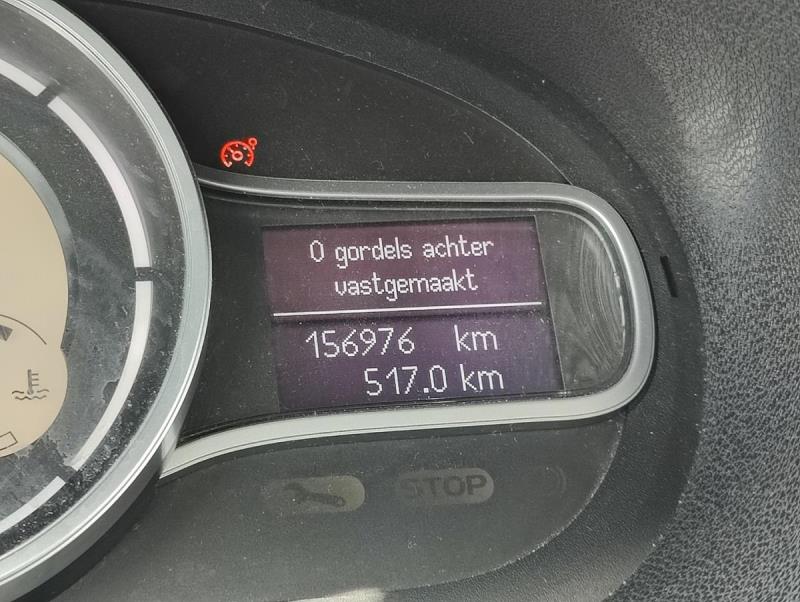 0 gordels achter
vastgemaakt
156976 km
517.0 km
STOP